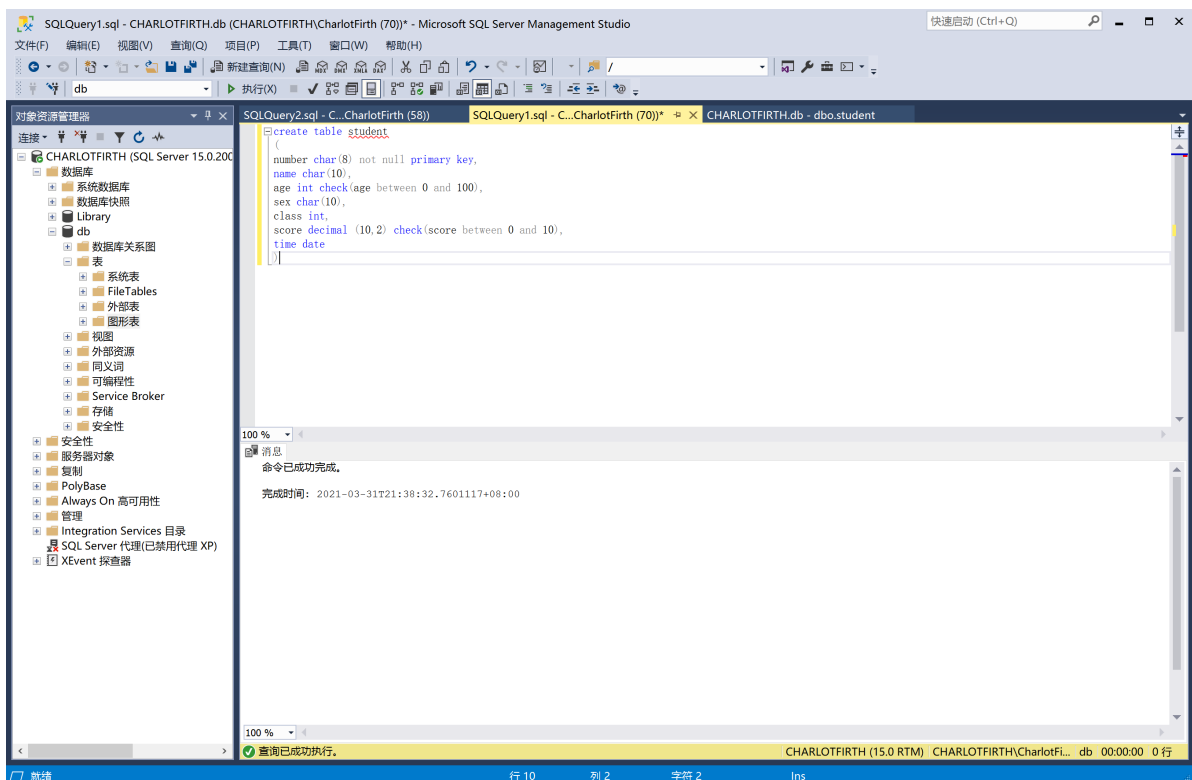 SQLQuery1.sql - CHARLOTFIRTH.db (CHARLOTFIRTH\CharlotFirth (70))* - Microsoft SQL Server Management Studio
快速启动 (Ctrl+Q)
文件(F) 编辑(E) 视图(V) 查询(Q) 项目(P) 工具(T) 窗口(W) 帮助(H)
新建查询(N) MDX DMX XMLA DAX /
db 执行(X)
对象资源管理器
SQLQuery2.sql - C...CharlotFirth (58)) SQLQuery1.sql - C...CharlotFirth (70))* CHARLOTFIRTH.db - dbo.student
连接
CHARLOTFIRTH (SQL Server 15.0.200
数据库
系统数据库
数据库快照
Library
db
数据库关系图
表
系统表
FileTables
外部表
图形表
视图
外部资源
同义词
可编程性
Service Broker
存储
安全性
安全性
服务器对象
复制
PolyBase
Always On 高可用性
管理
Integration Services 目录
SQL Server 代理(已禁用代理 XP)
XEvent 探查器
create table student
(
number char(8) not null primary key,
name char(10),
age int check(age between 0 and 100),
sex char(10),
class int,
score decimal (10,2) check(score between 0 and 10),
time date
)
100 %
消息
命令已成功完成。
完成时间: 2021-03-31T21:38:32.7601117+08:00
100 %
查询已成功执行。 CHARLOTFIRTH (15.0 RTM) CHARLOTFIRTH\CharlotFi... db 00:00:00 0 行
就绪 行 10 列 2 字符 2 Ins